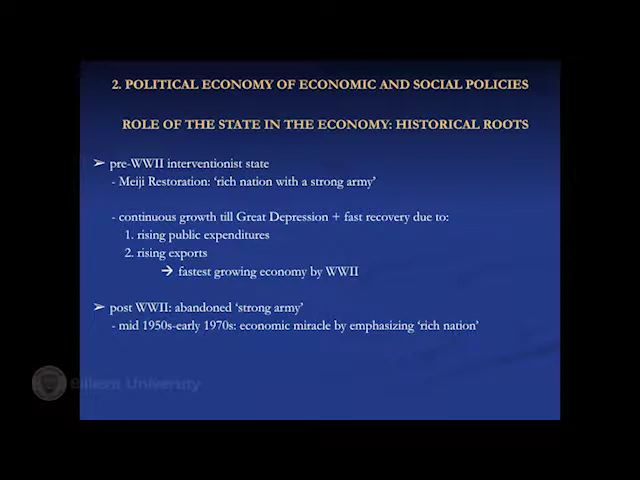 2. POLITICAL ECONOMY OF ECONOMIC AND SOCIAL POLICIES
ROLE OF THE STATE IN THE ECONOMY: HISTORICAL ROOTS
➢ pre-WWII interventionist state
- Meiji Restoration: ‘rich nation with a strong army’
- continuous growth till Great Depression + fast recovery due to:
1. rising public expenditures
2. rising exports
→ fastest growing economy by WWII
➢ post WWII: abandoned ‘strong army’
- mid 1950s-early 1970s: economic miracle by emphasizing ‘rich nation’
Bilkent University